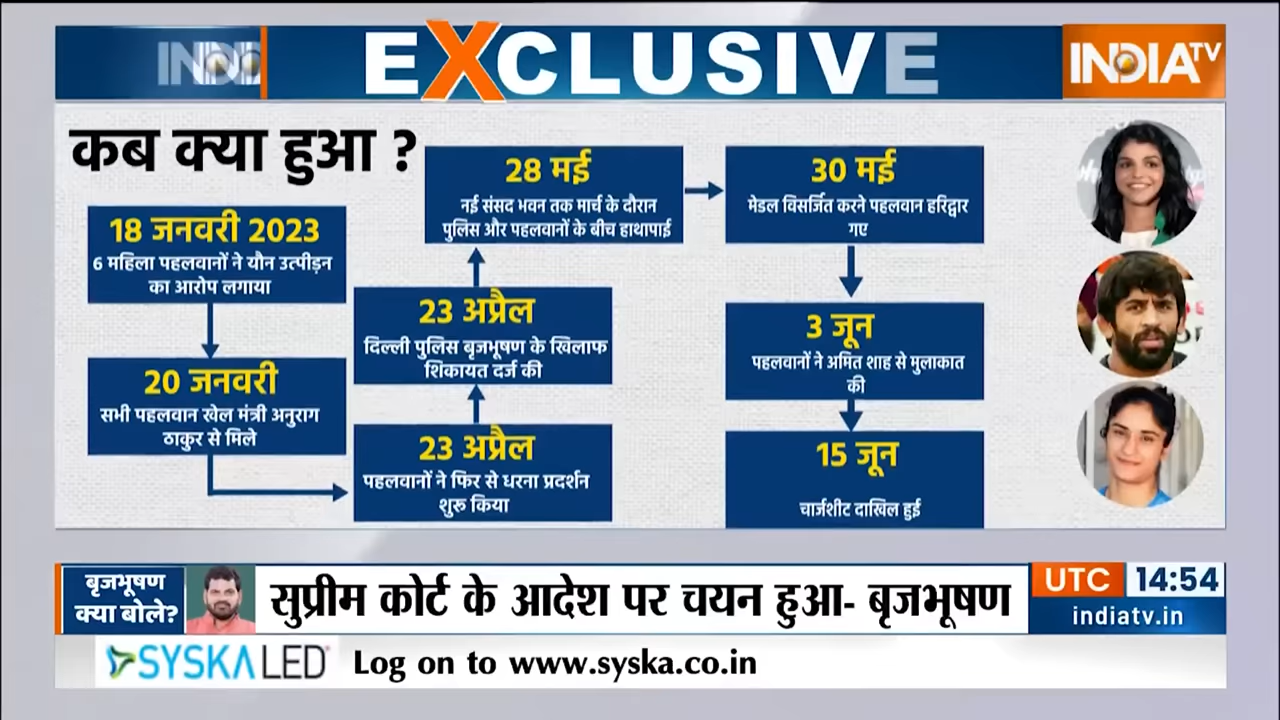 EXCLUSIVE
INDIA TV
कब क्या हुआ ?
18 जनवरी 2023
6 महिला पहलवानों ने यौन उत्पीड़न
का आरोप लगाया
20 जनवरी
सभी पहलवान खेल मंत्री अनुराग
ठाकुर से मिले
23 अप्रैल
पहलवानों ने फिर से धरना प्रदर्शन
शुरू किया
23 अप्रैल
दिल्ली पुलिस बृजभूषण के खिलाफ
शिकायत दर्ज की
28 मई
नई संसद भवन तक मार्च के दौरान
पुलिस और पहलवानों के बीच हाथापाई
30 मई
मेडल विसर्जित करने पहलवान हरिद्वार
गए
3 जून
पहलवानों ने अमित शाह से मुलाकात
की
15 जून
चार्जशीट दाखिल हुई
बृजभूषण
क्या बोले?
सुप्रीम कोर्ट के आदेश पर चयन हुआ- बृजभूषण
UTC 14:54
indiatv.in
SYSKA LED Log on to www.syska.co.in